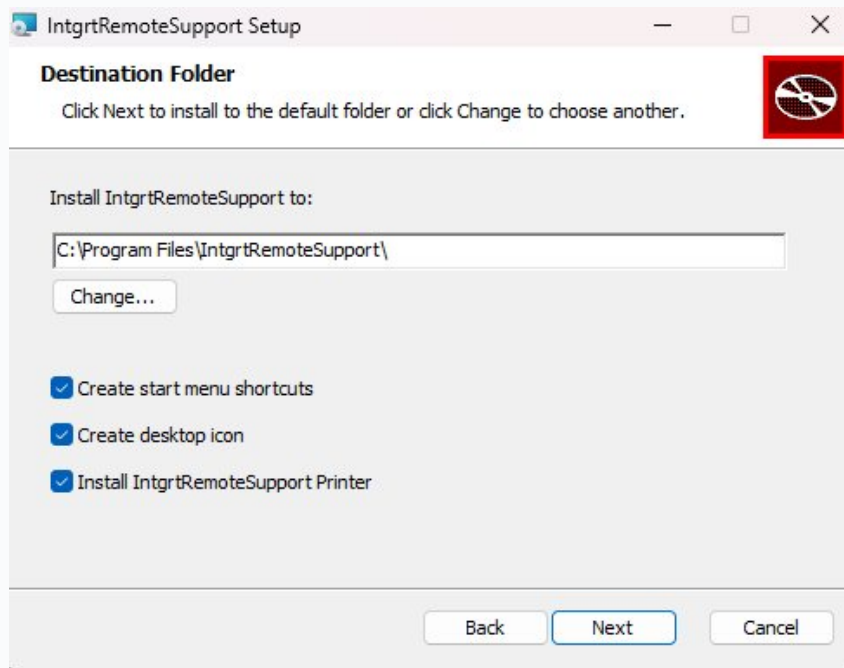 IntgrtRemoteSupport Setup
Destination Folder
Click Next to install to the default folder or click Change to choose another.
Install IntgrtRemoteSupport to:
C:\Program Files\IntgrtRemoteSupport\
Change...
Create start menu shortcuts
Create desktop icon
Install IntgrtRemoteSupport Printer
Back Next Cancel